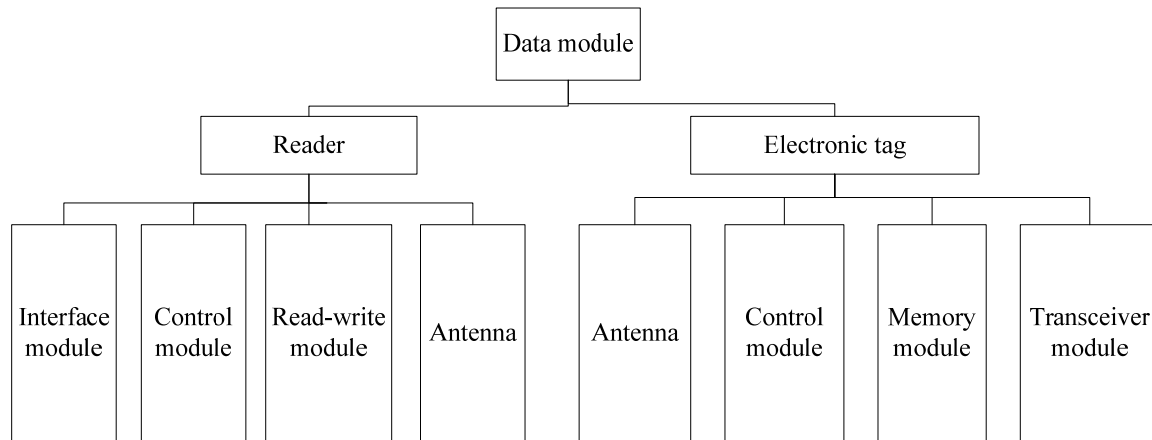 Data module
Reader
Electronic tag
Interface
module
Control
module
Read-write
module
Antenna
Antenna
Control
module
Memory
module
Transceiver
module